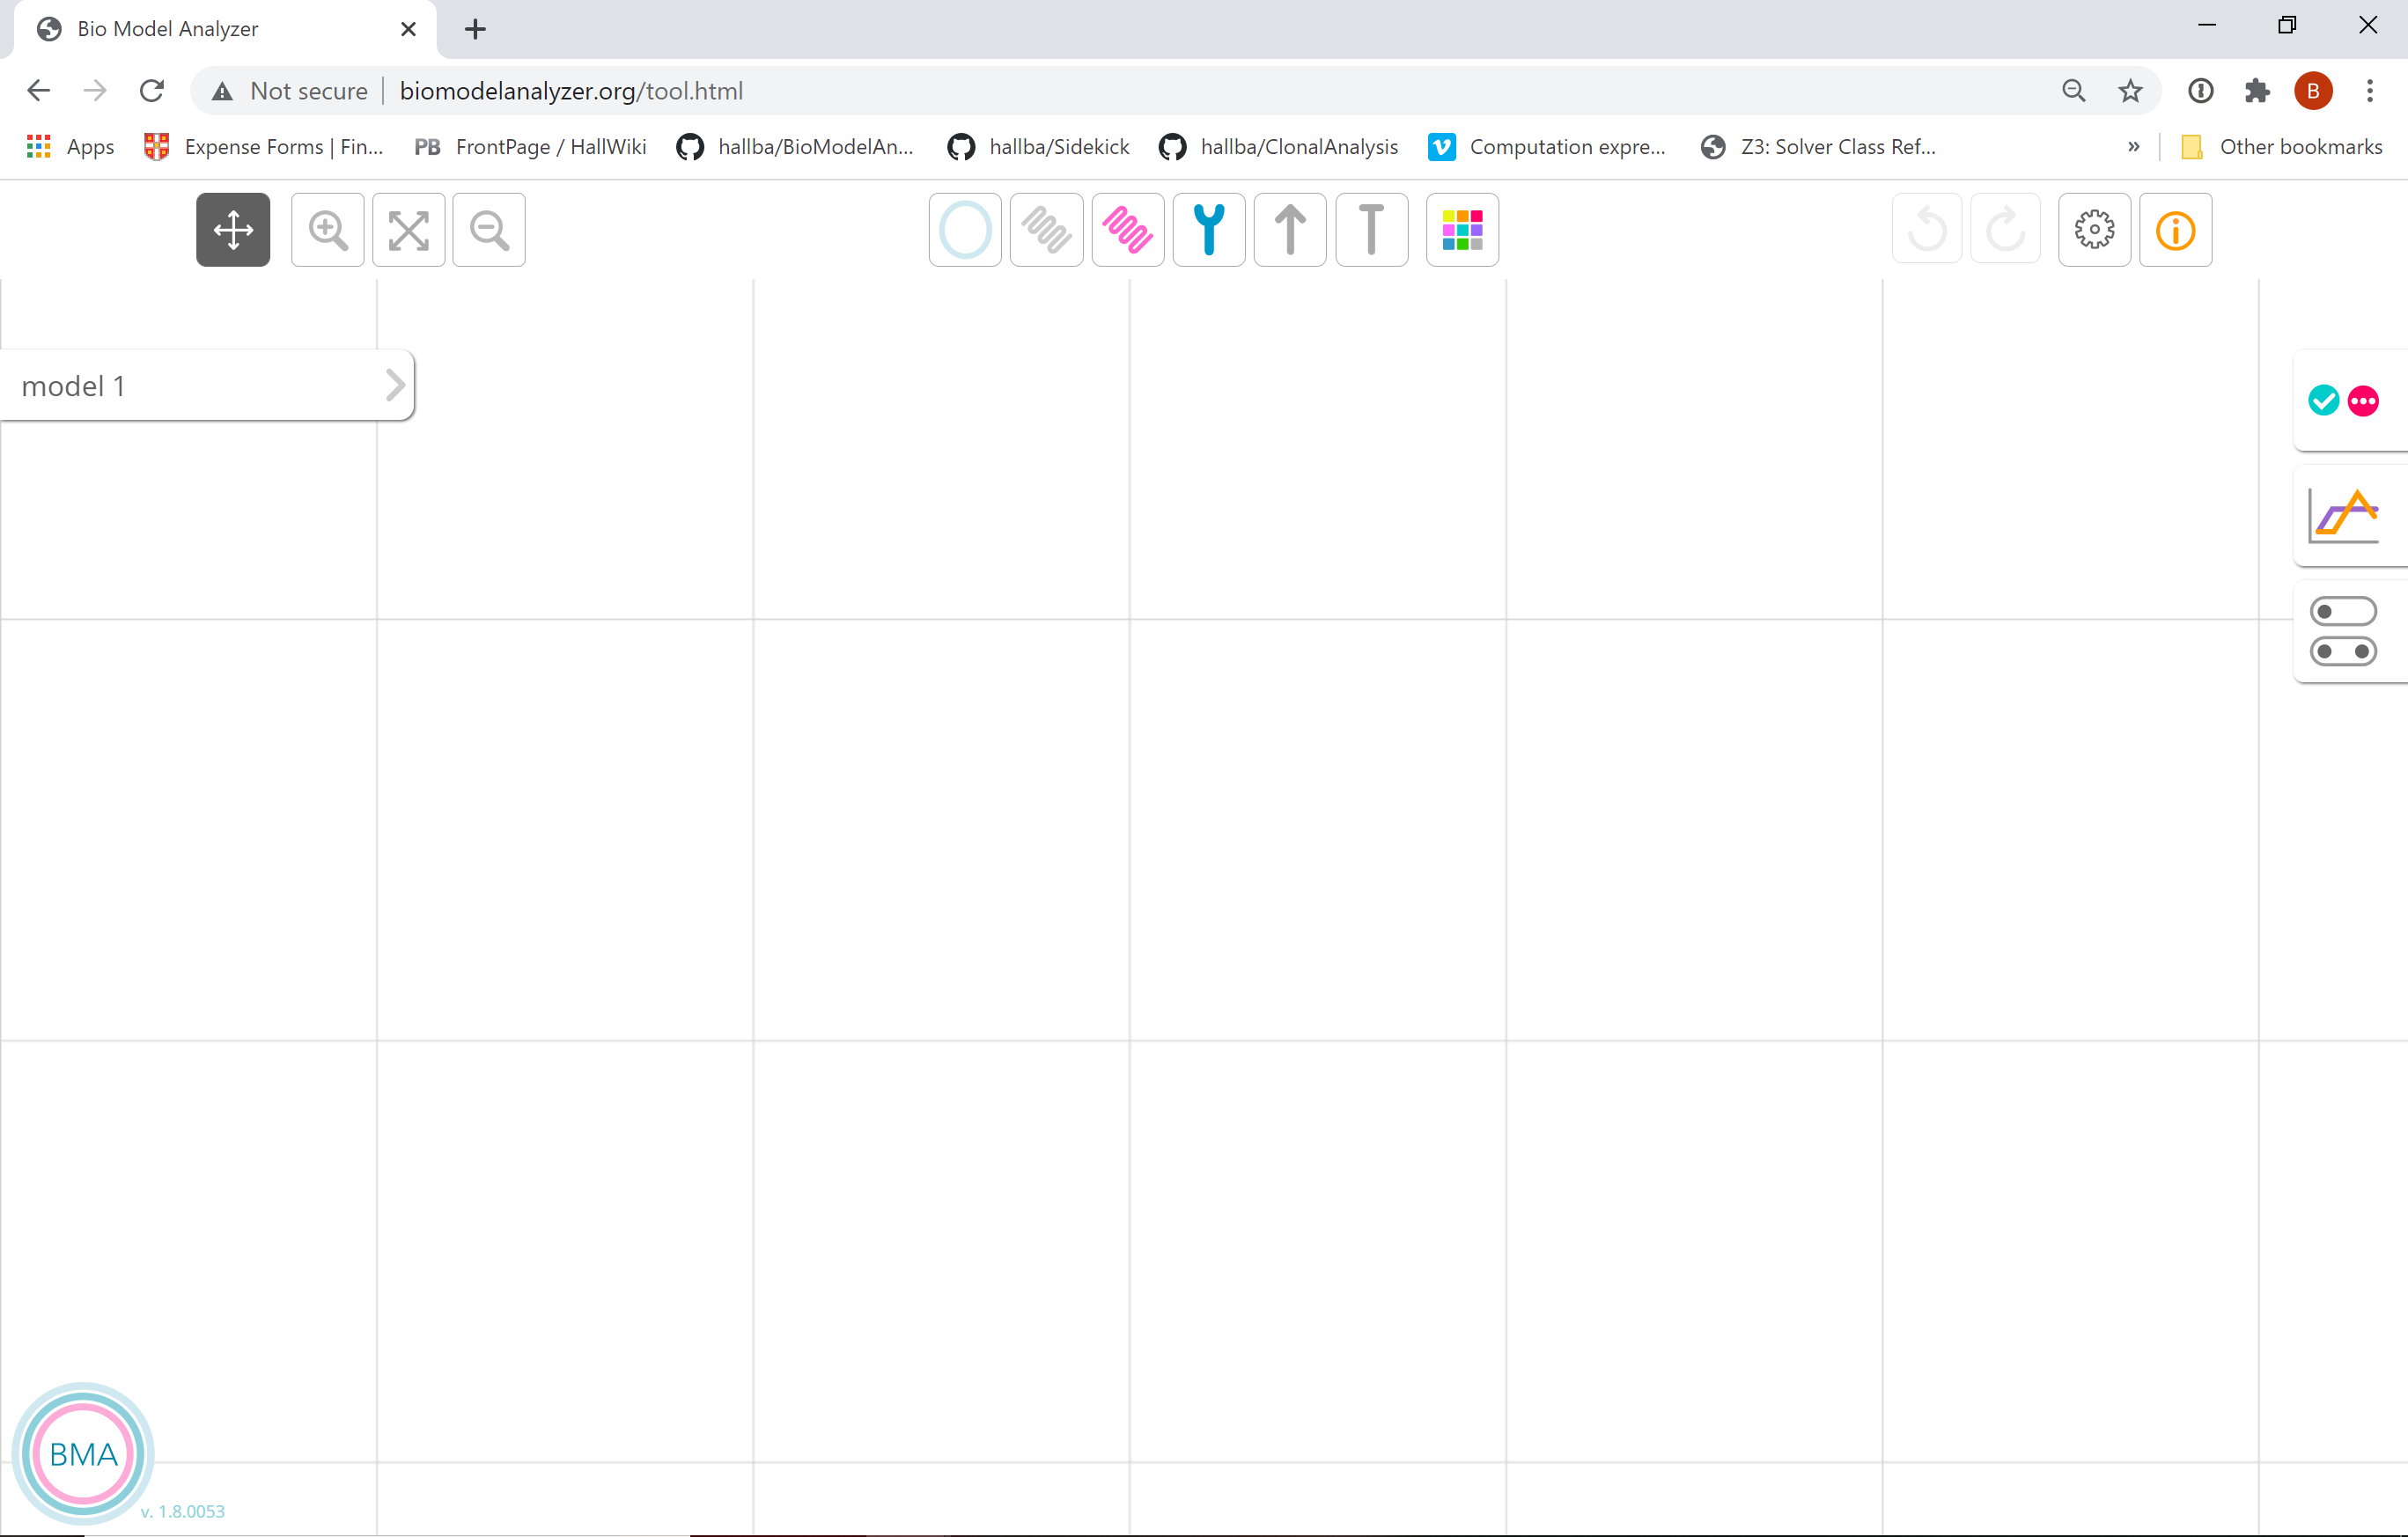 Bio Model Analyzer
Not secure biomodelanalyzer.org/tool.html B
Apps Expense Forms | Fin... PB FrontPage / HallWiki hallba/BioModelAn... hallba/Sidekick hallba/ClonalAnalysis Computation expre... Z3: Solver Class Ref... » Other bookmarks
model 1
BMA
v. 1.8.0053